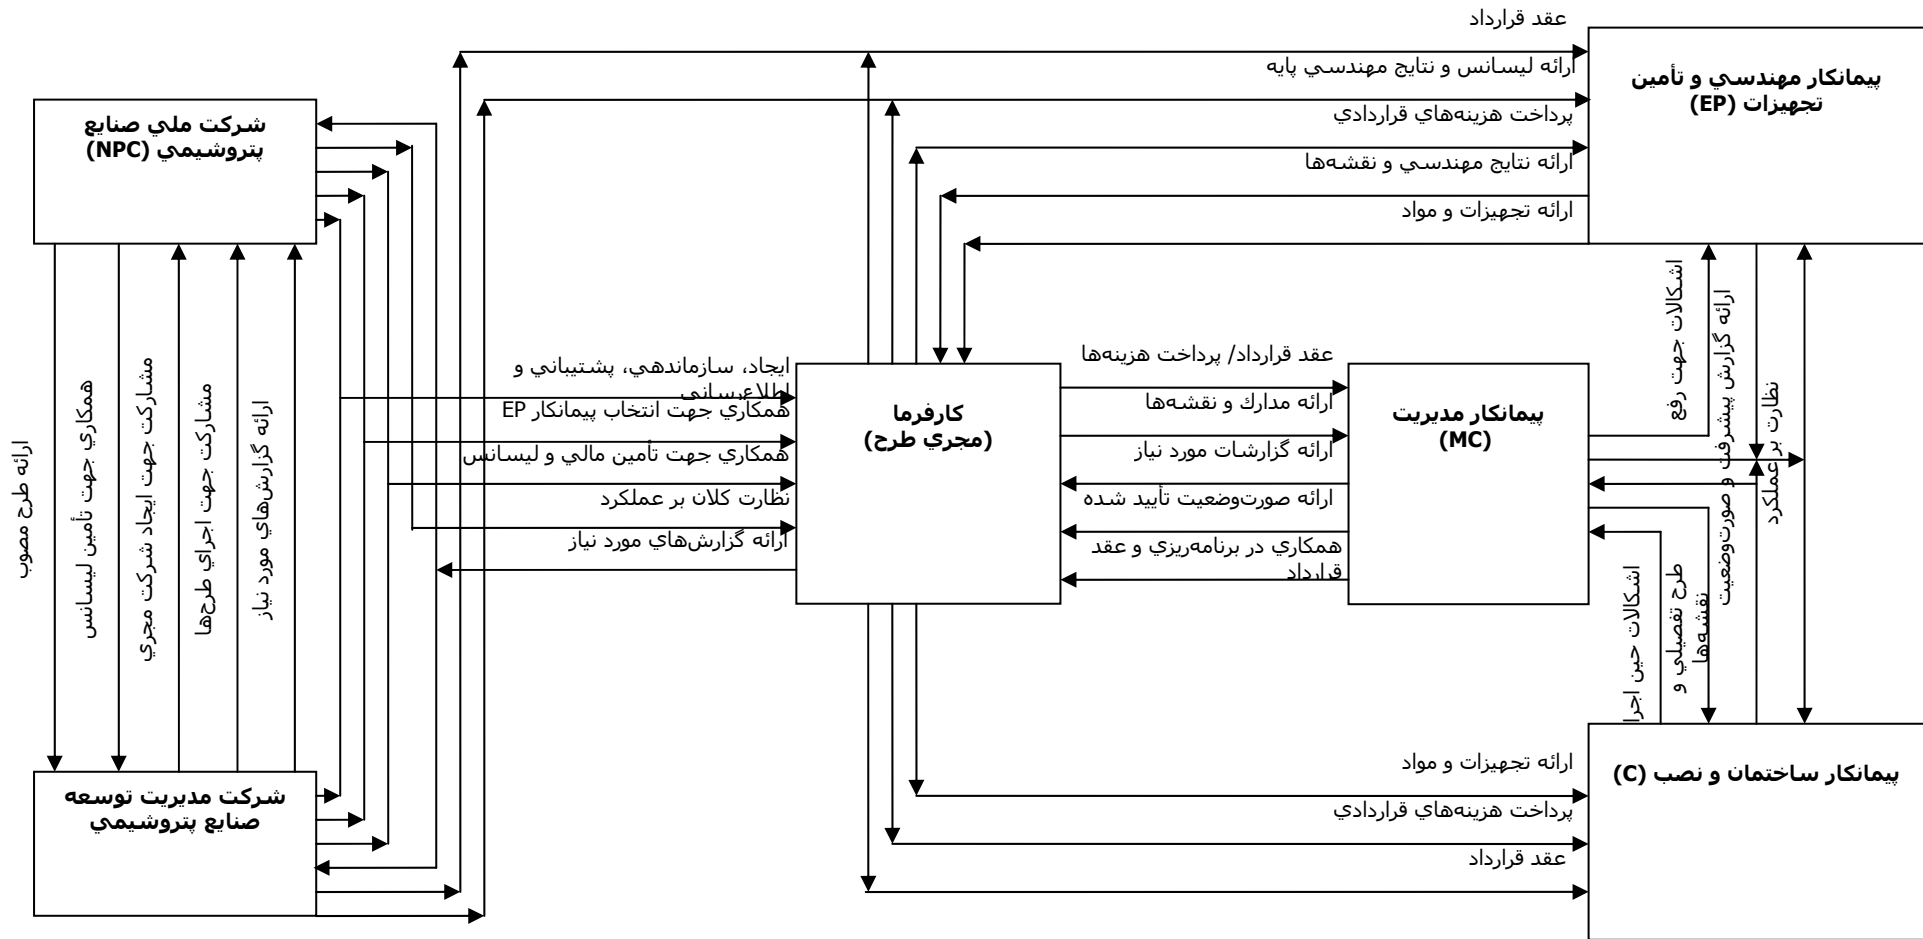 عقد قرارداد
ارائه ليسانس و نتايج مهندسي پايه
پرداخت هزينه‌هاي قراردادي
ارائه نتايج مهندسي و نقشه‌ها
ارائه تجهيزات و مواد
پيمانكار مهندسي و تأمين
تجهيزات (EP)
شركت ملي صنايع
پتروشيمي (NPC)
ارائه طرح مصوب
همكاري جهت تأمين ليسانس
مشاركت جهت ايجاد شركت مجري
مشاركت جهت اجراي طرح‌ها
ارائه گزارش‌هاي مورد نياز
ايجاد، سازماندهي، پشتيباني و
اطلاع‌رساني
همكاري جهت انتخاب پيمانكار EP
همكاري جهت تأمين مالي و ليسانس
نظارت كلان بر عملكرد
ارائه گزارش‌هاي مورد نياز
كارفرما
(مجري طرح)
عقد قرارداد/ پرداخت هزينه‌ها
ارائه مدارك و نقشه‌ها
ارائه گزارشات مورد نياز
ارائه صورت‌وضعيت تأييد شده
همكاري در برنامه‌ريزي و عقد
قرارداد
پيمانكار مديريت
(MC)
اشكالات جهت رفع
ارائه گزارش پيشرفت و صورت‌وضعيت
نظارت بر عملكرد
اشكالات حين اجرا
طرح تفصيلي و
نقشه‌ها
شركت مديريت توسعه
صنايع پتروشيمي
ارائه تجهيزات و مواد
پرداخت هزينه‌هاي قراردادي
عقد قرارداد
پيمانكار ساختمان و نصب (C)